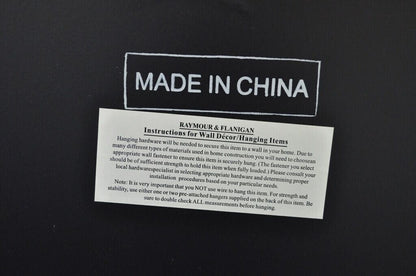 MADE IN CHINA
RAYMOUR & FLANIGAN
Instructions for Wall Décor/Hanging Items
Hanging hardware will be needed to secure this item to a wall in your home. Due to
many different types of materials used in home construction you will need to choosean
appropriate wall fastener to ensure this item is securely hung. (The fastener you select
should be of sufficient strength to hold this item when fully loaded.) Please consult your
local hardwarespecialist in selecting appropriate hardware and determining proper
installation procedures based on your particular needs.
Note: It is very important that you NOT use wire to hang this item. For strength and
stability, use either one or two pre-attached hangers supplied on the back of this item. Be
sure to double check ALL measurements before hanging.